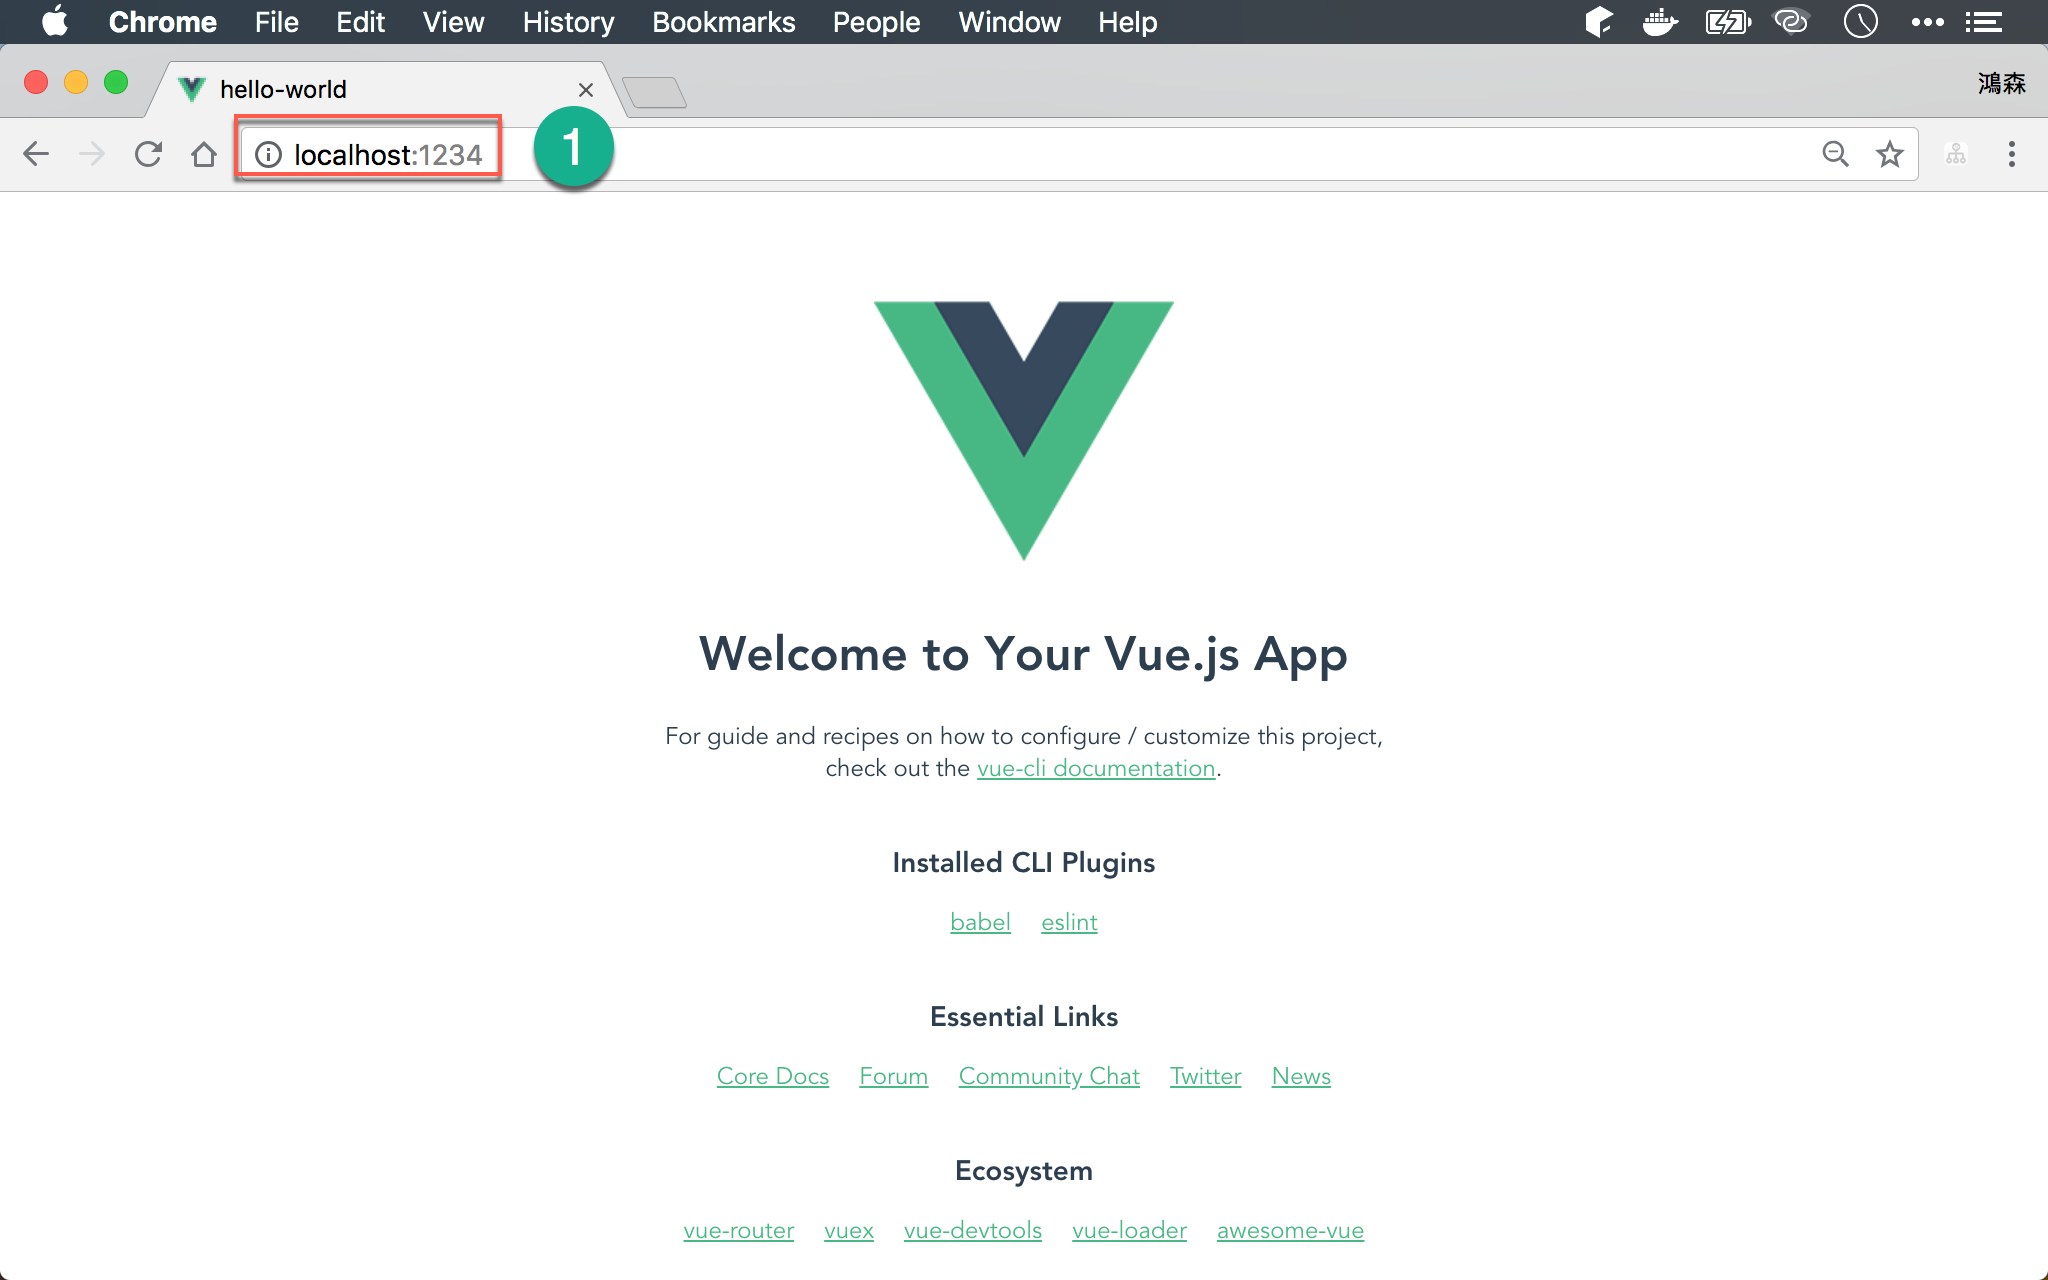 Chrome File Edit View History Bookmarks People Window Help
hello-world
鴻森
localhost:1234
1
Welcome to Your Vue.js App
For guide and recipes on how to configure / customize this project,
check out the vue-cli documentation.
Installed CLI Plugins
babel eslint
Essential Links
Core Docs Forum Community Chat Twitter News
Ecosystem
vue-router vuex vue-devtools vue-loader awesome-vue